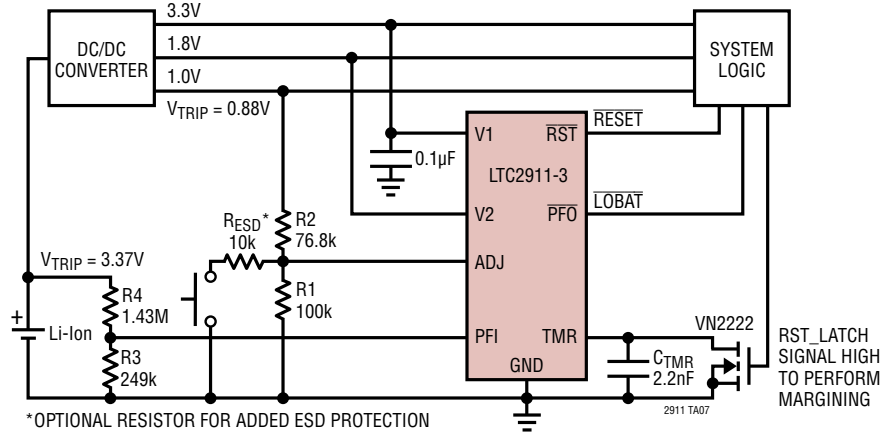 3.3V
DC/DC
CONVERTER
1.8V
1.0V
V_TRIP = 0.88V
SYSTEM
LOGIC
V1
RST
RESET
0.1µF
LTC2911-3
V2
PFO
LOBAT
R_ESD*
10k
R2
76.8k
V_TRIP = 3.37V
ADJ
R4
1.43M
R1
100k
+
Li-Ion
PFI
TMR
VN2222
R3
249k
GND
C_TMR
2.2nF
RST_LATCH
SIGNAL HIGH
TO PERFORM
MARGINING
2911 TA07
*OPTIONAL RESISTOR FOR ADDED ESD PROTECTION